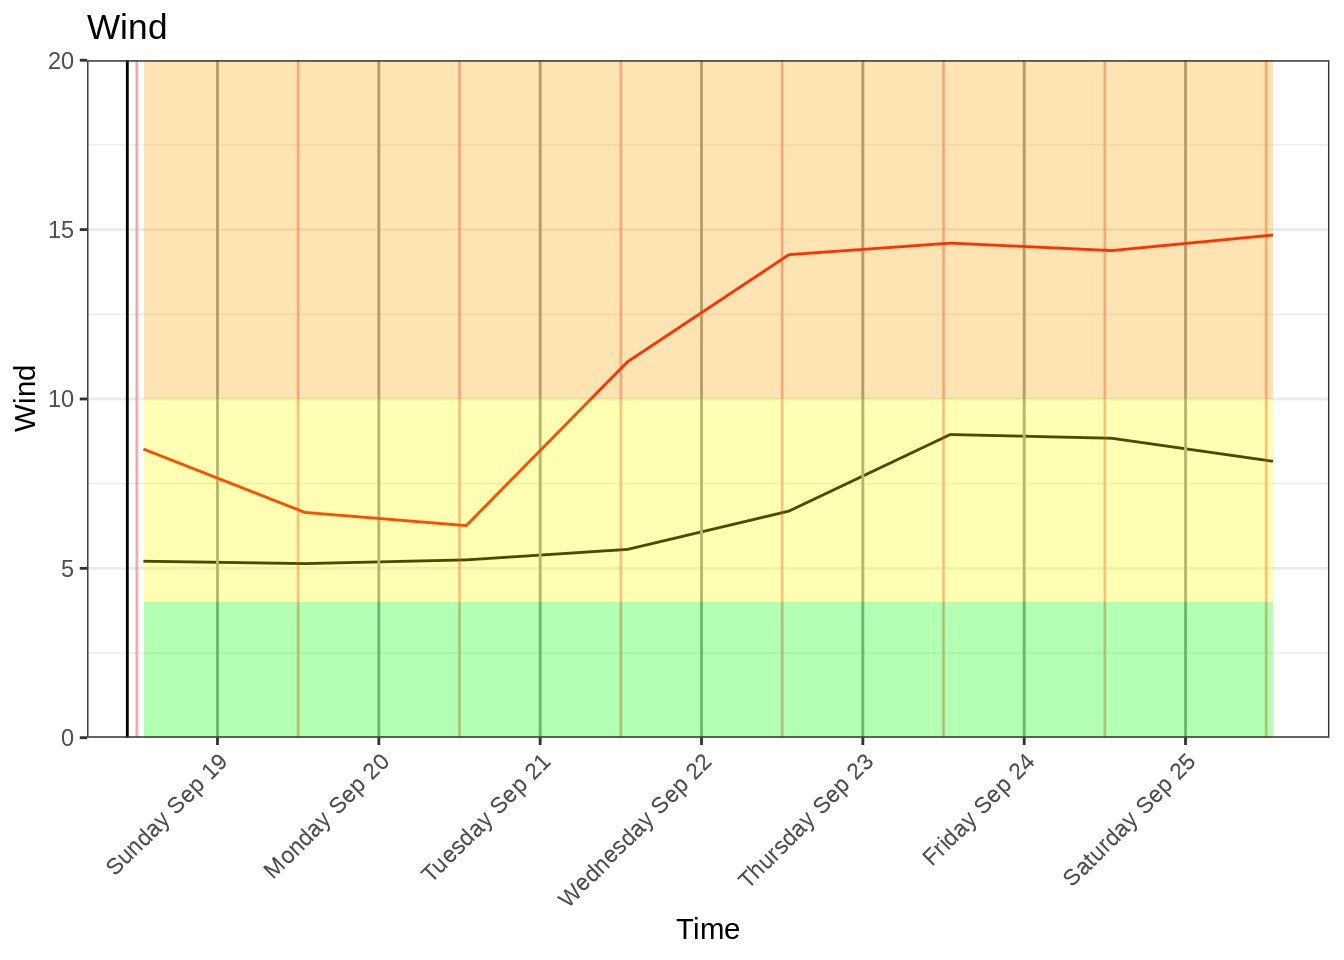 Wind
20
15
10
5
0
Wind
Sunday Sep 19
Monday Sep 20
Tuesday Sep 21
Wednesday Sep 22
Thursday Sep 23
Friday Sep 24
Saturday Sep 25
Time